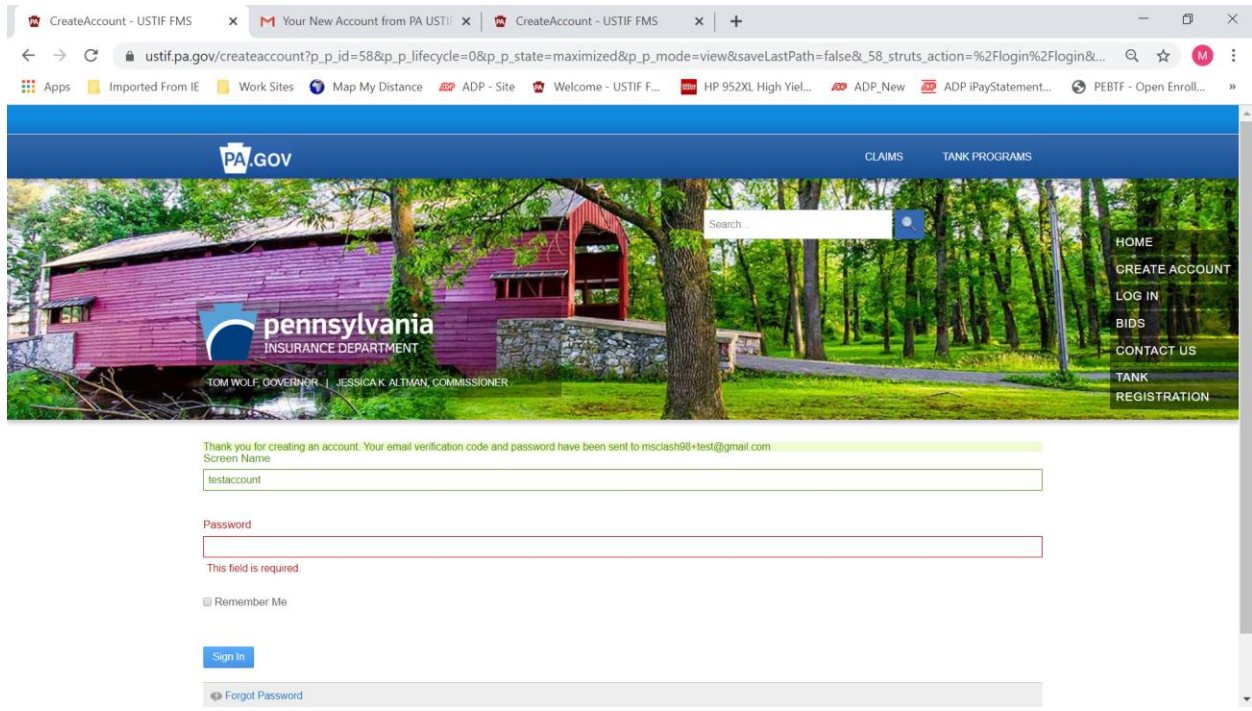 CreateAccount - USTIF FMS
Your New Account from PA USTIF
CreateAccount - USTIF FMS
ustif.pa.gov/createaccount?p_p_id=58&p_p_lifecycle=0&p_p_state=maximized&p_p_mode=view&saveLastPath=false&_58_struts_action=%2Flogin%2Flogin&...
M
Apps
Imported From IE
Work Sites
Map My Distance
ADP - Site
Welcome - USTIF F...
HP 952XL High Yiel...
ADP_New
ADP iPayStatement...
PEBTF - Open Enroll...
»
PA.GOV
CLAIMS
TANK PROGRAMS
Search...
HOME
CREATE ACCOUNT
LOG IN
BIDS
CONTACT US
TANK
REGISTRATION
pennsylvania
INSURANCE DEPARTMENT
TOM WOLF, GOVERNOR | JESSICA K. ALTMAN, COMMISSIONER
Thank you for creating an account. Your email verification code and password have been sent to msclash98+test@gmail.com
Screen Name
testaccount
Password
This field is required.
Remember Me
Sign In
Forgot Password